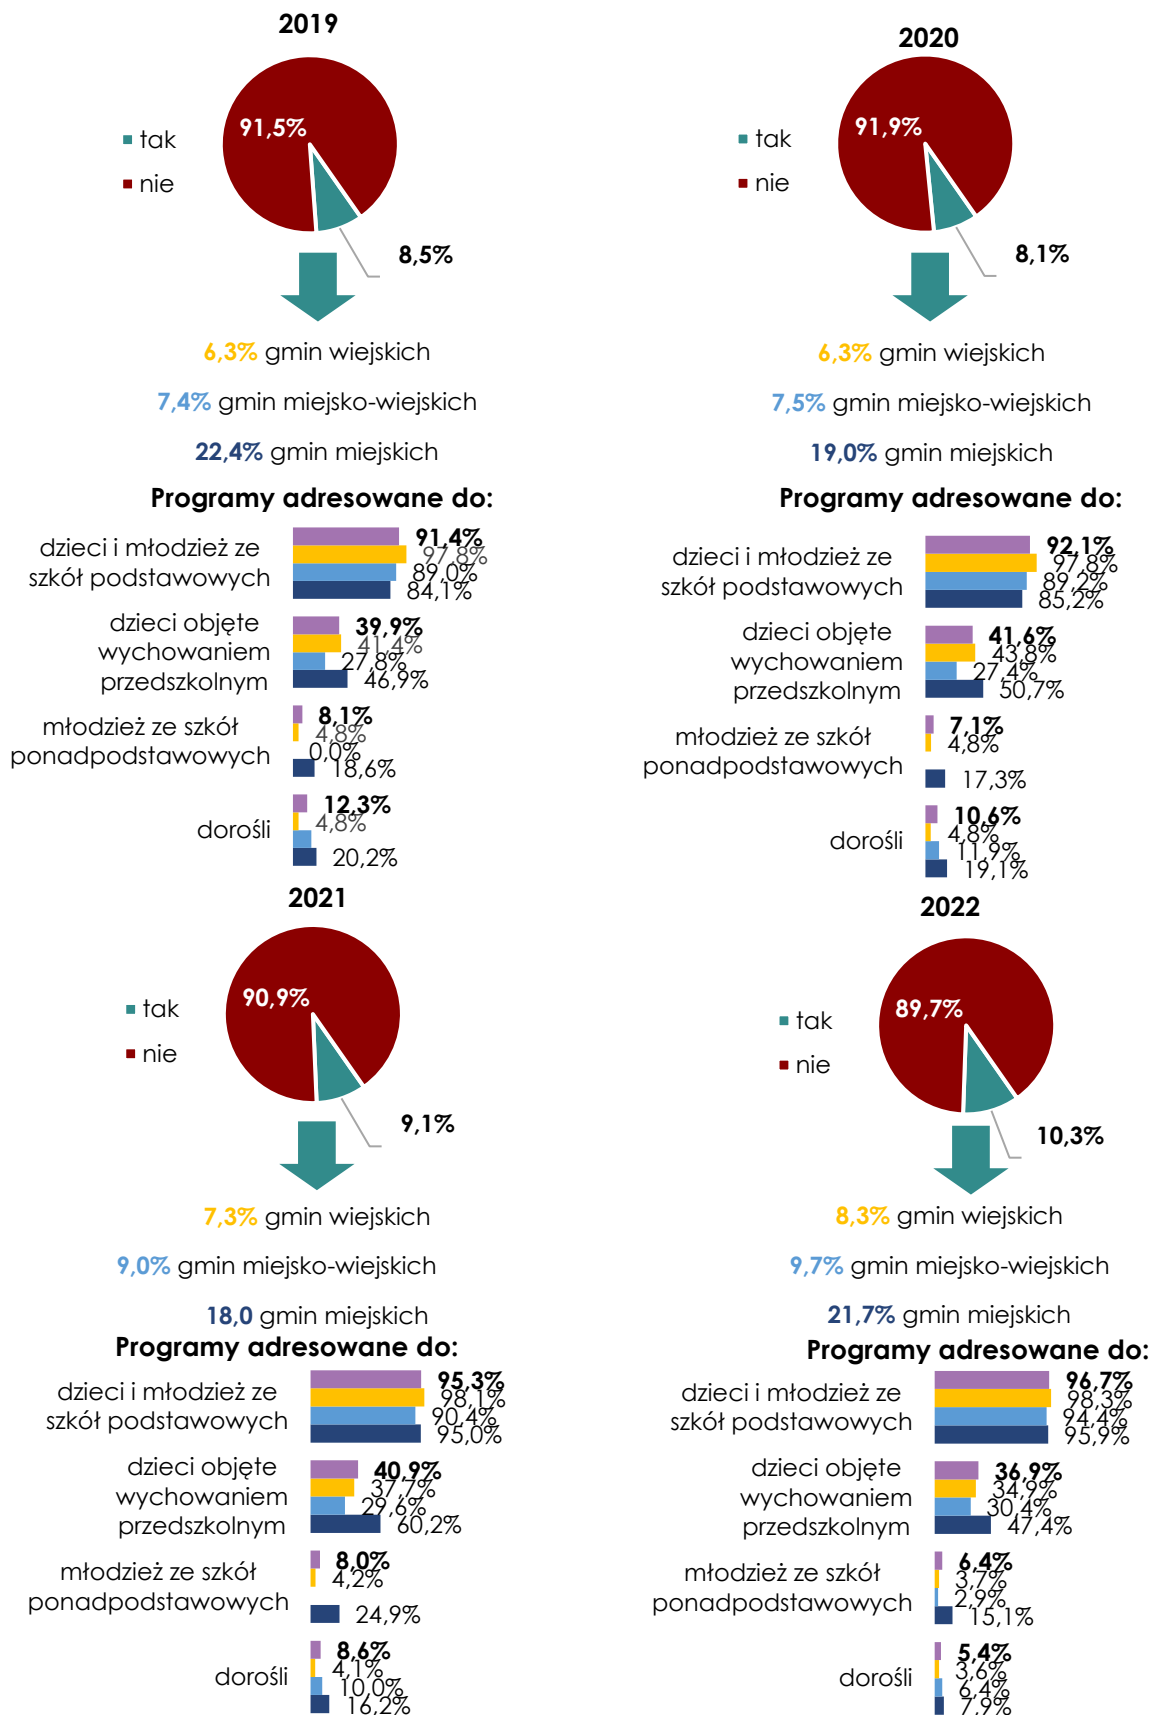 2019
91,5%
tak
nie
8,5%
6,3% gmin wiejskich
7,4% gmin miejsko-wiejskich
22,4% gmin miejskich
Programy adresowane do:
dzieci i młodzież ze
szkół podstawowych
91,4%
97,8%
89,0%
84,1%
dzieci objęte
wychowaniem
przedszkolnym
39,9%
41,4%
27,8%
46,9%
młodzież ze szkół
ponadpodstawowych
8,1%
4,8%
0,0%
18,6%
dorośli
12,3%
4,8%
20,2%
2020
91,9%
tak
nie
8,1%
6,3% gmin wiejskich
7,5% gmin miejsko-wiejskich
19,0% gmin miejskich
Programy adresowane do:
dzieci i młodzież ze
szkół podstawowych
92,1%
97,8%
89,2%
85,2%
dzieci objęte
wychowaniem
przedszkolnym
41,6%
43,8%
27,4%
50,7%
młodzież ze szkół
ponadpodstawowych
7,1%
4,8%
17,3%
dorośli
10,6%
4,8%
11,9%
19,1%
2021
90,9%
tak
nie
9,1%
7,3% gmin wiejskich
9,0% gmin miejsko-wiejskich
18,0 gmin miejskich
Programy adresowane do:
dzieci i młodzież ze
szkół podstawowych
95,3%
98,1%
90,4%
95,0%
dzieci objęte
wychowaniem
przedszkolnym
40,9%
37,7%
29,6%
60,2%
młodzież ze szkół
ponadpodstawowych
8,0%
4,2%
24,9%
dorośli
8,6%
4,1%
10,0%
16,2%
2022
89,7%
tak
nie
10,3%
8,3% gmin wiejskich
9,7% gmin miejsko-wiejskich
21,7% gmin miejskich
Programy adresowane do:
dzieci i młodzież ze
szkół podstawowych
96,7%
98,3%
94,4%
95,9%
dzieci objęte
wychowaniem
przedszkolnym
36,9%
34,9%
30,4%
47,4%
młodzież ze szkół
ponadpodstawowych
6,4%
3,7%
2,9%
15,1%
dorośli
5,4%
3,6%
6,4%
7,9%